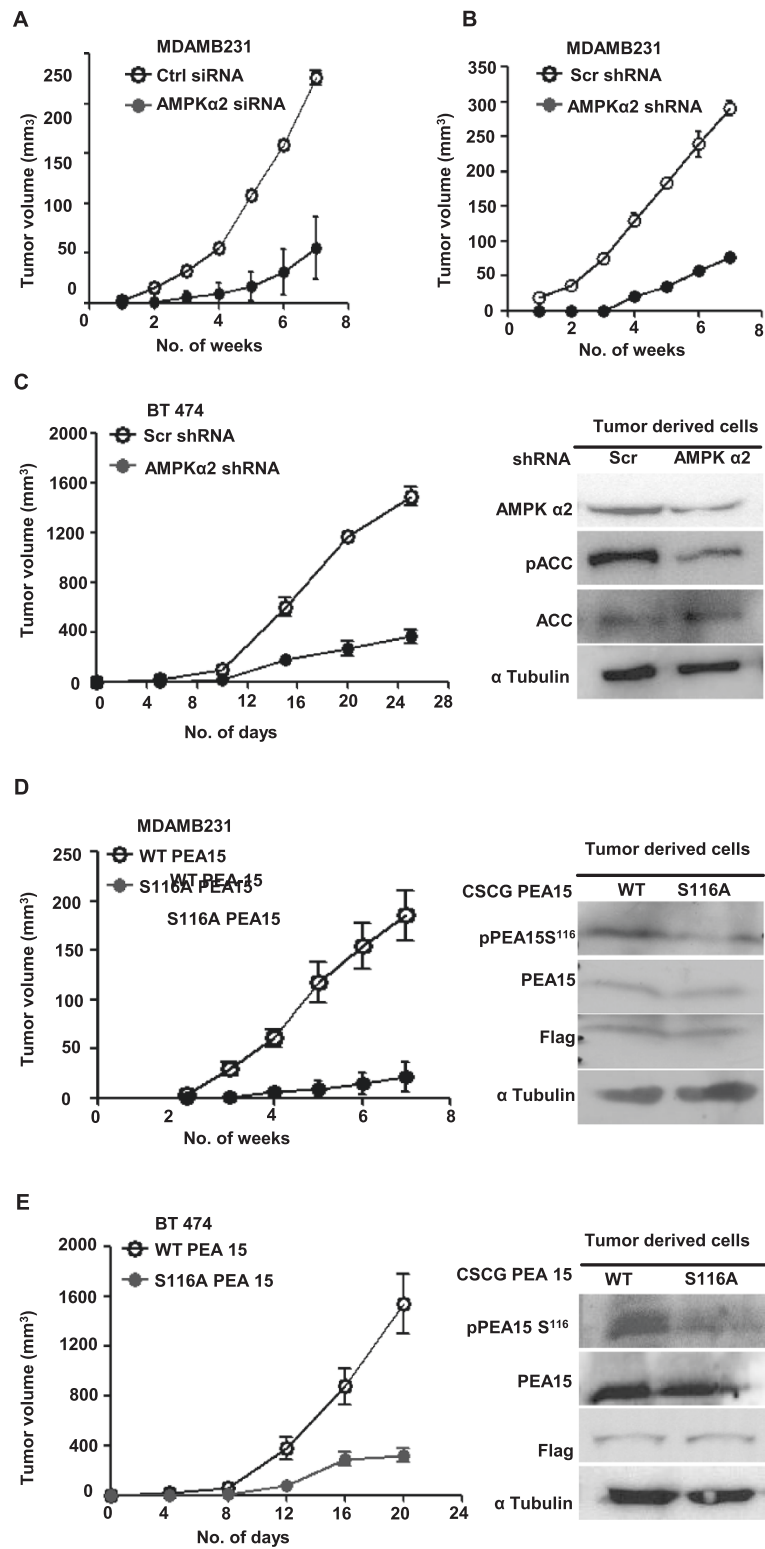 A
MDAMB231
Ctrl siRNA
AMPKα2 siRNA
Tumor volume (mm3)
250
200
150
100
50
0
0 2 4 6 8
No. of weeks
B
MDAMB231
Scr shRNA
AMPKα2 shRNA
Tumor volume (mm³)
350
300
250
200
150
100
50
0
0 2 4 6 8
No. of weeks
C
BT 474
Scr shRNA
AMPKα2 shRNA
Tumor volume (mm³)
2000
1600
1200
800
400
0
0 4 8 12 16 20 24 28
No. of days
Tumor derived cells
shRNA Scr AMPK α2
AMPK α2
pACC
ACC
α Tubulin
D
MDAMB231
WT PEA15
S116A PEA15
WT PEA 15
S116A PEA15
Tumor volume (mm³)
250
200
150
100
50
0
0 2 4 6 8
No. of weeks
Tumor derived cells
CSCG PEA15 WT S116A
pPEA15S¹¹⁶
PEA15
Flag
α Tubulin
E
BT 474
WT PEA 15
S116A PEA 15
Tumor volume (mm³)
2000
1600
1200
800
400
0
0 4 8 12 16 20 24
No. of days
Tumor derived cells
CSCG PEA 15 WT S116A
pPEA15 S¹¹⁶
PEA15
Flag
α Tubulin